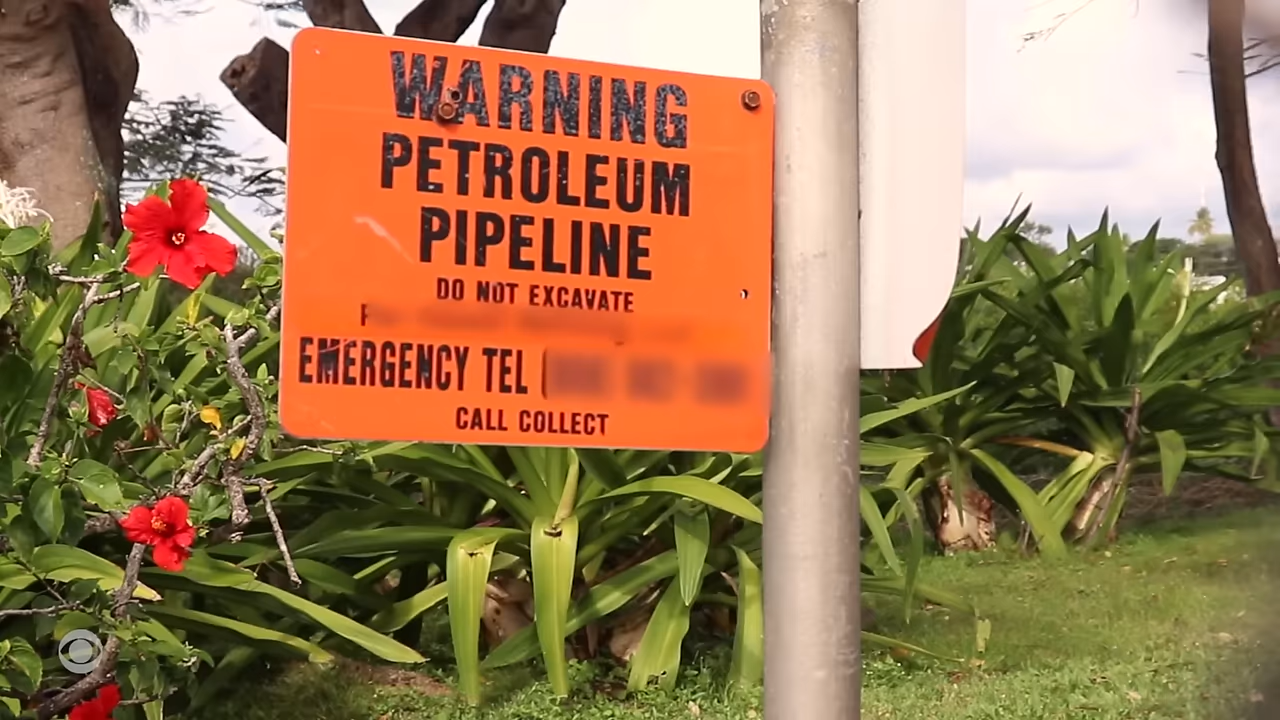 WARNING
PETROLEUM
PIPELINE
DO NOT EXCAVATE
EMERGENCY TEL
CALL COLLECT